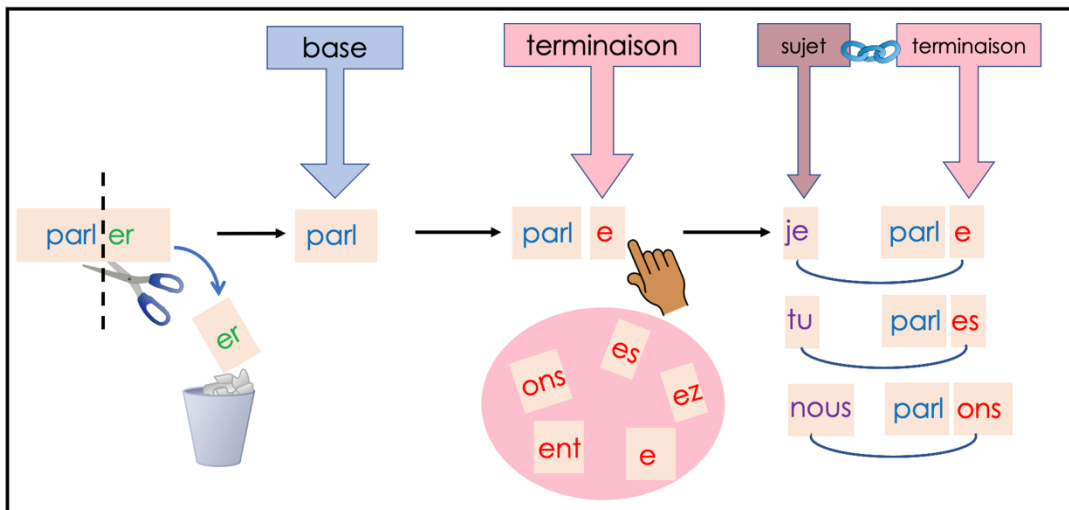 base
terminaison
sujet
terminaison
parl er
parl
parl e
je
parl e
er
tu
parl es
es
ons
ez
nous
parl ons
ent
e